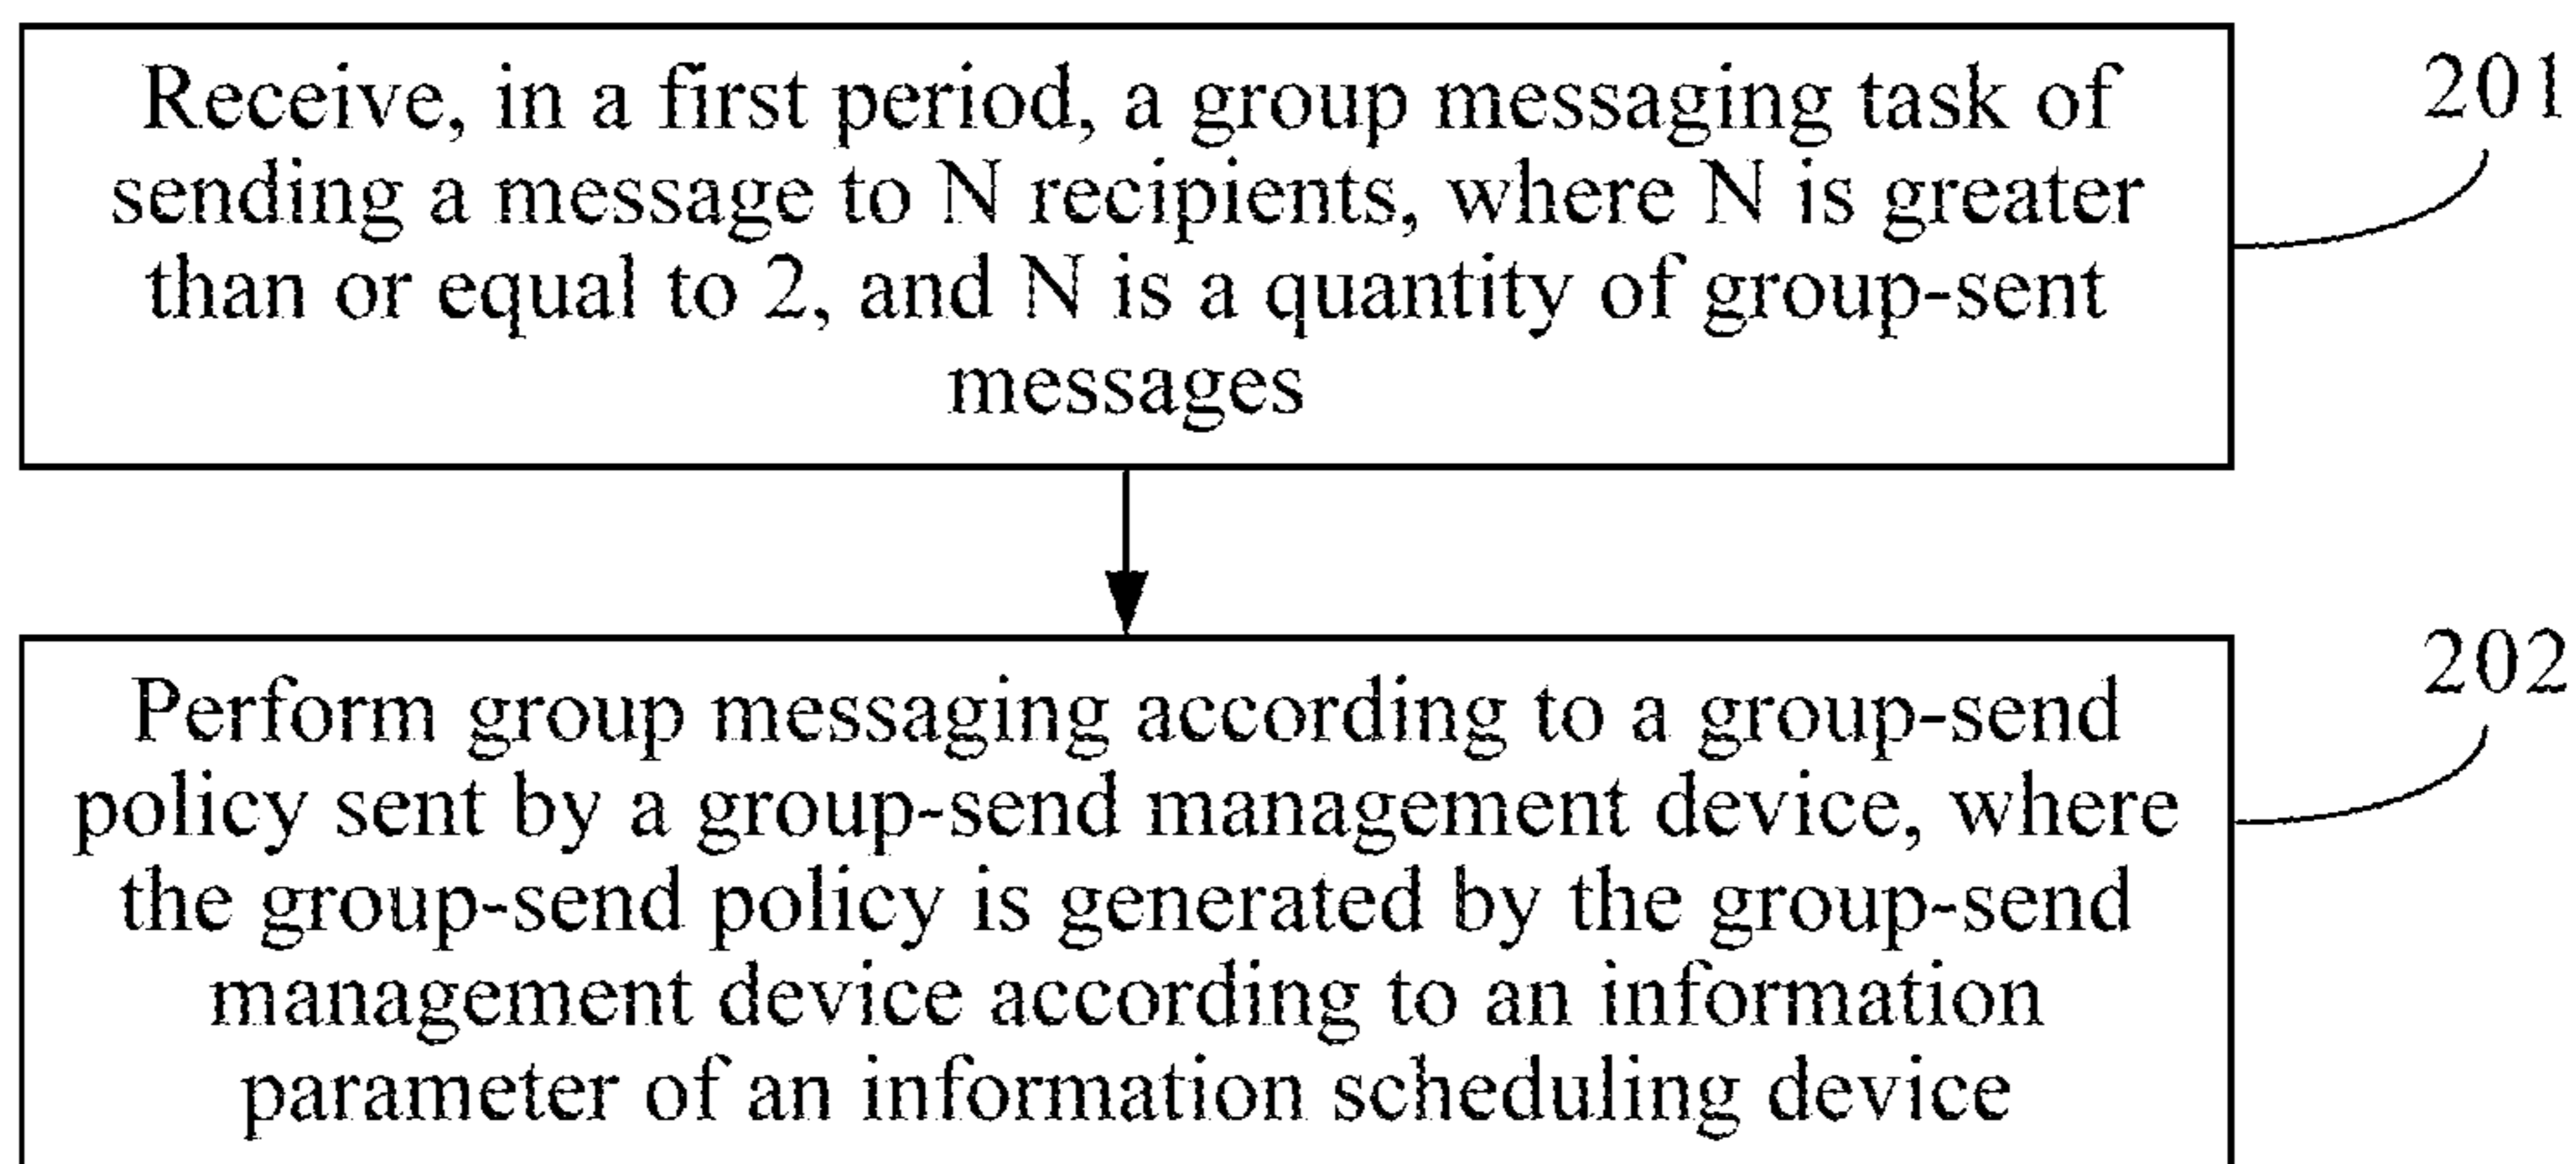 Receive, in a first period, a group messaging task of
sending a message to N recipients, where N is greater
than or equal to 2, and N is a quantity of group-sent
messages
201
Perform group messaging according to a group-send
policy sent by a group-send management device, where
the group-send policy is generated by the group-send
management device according to an information
parameter of an information scheduling device
202